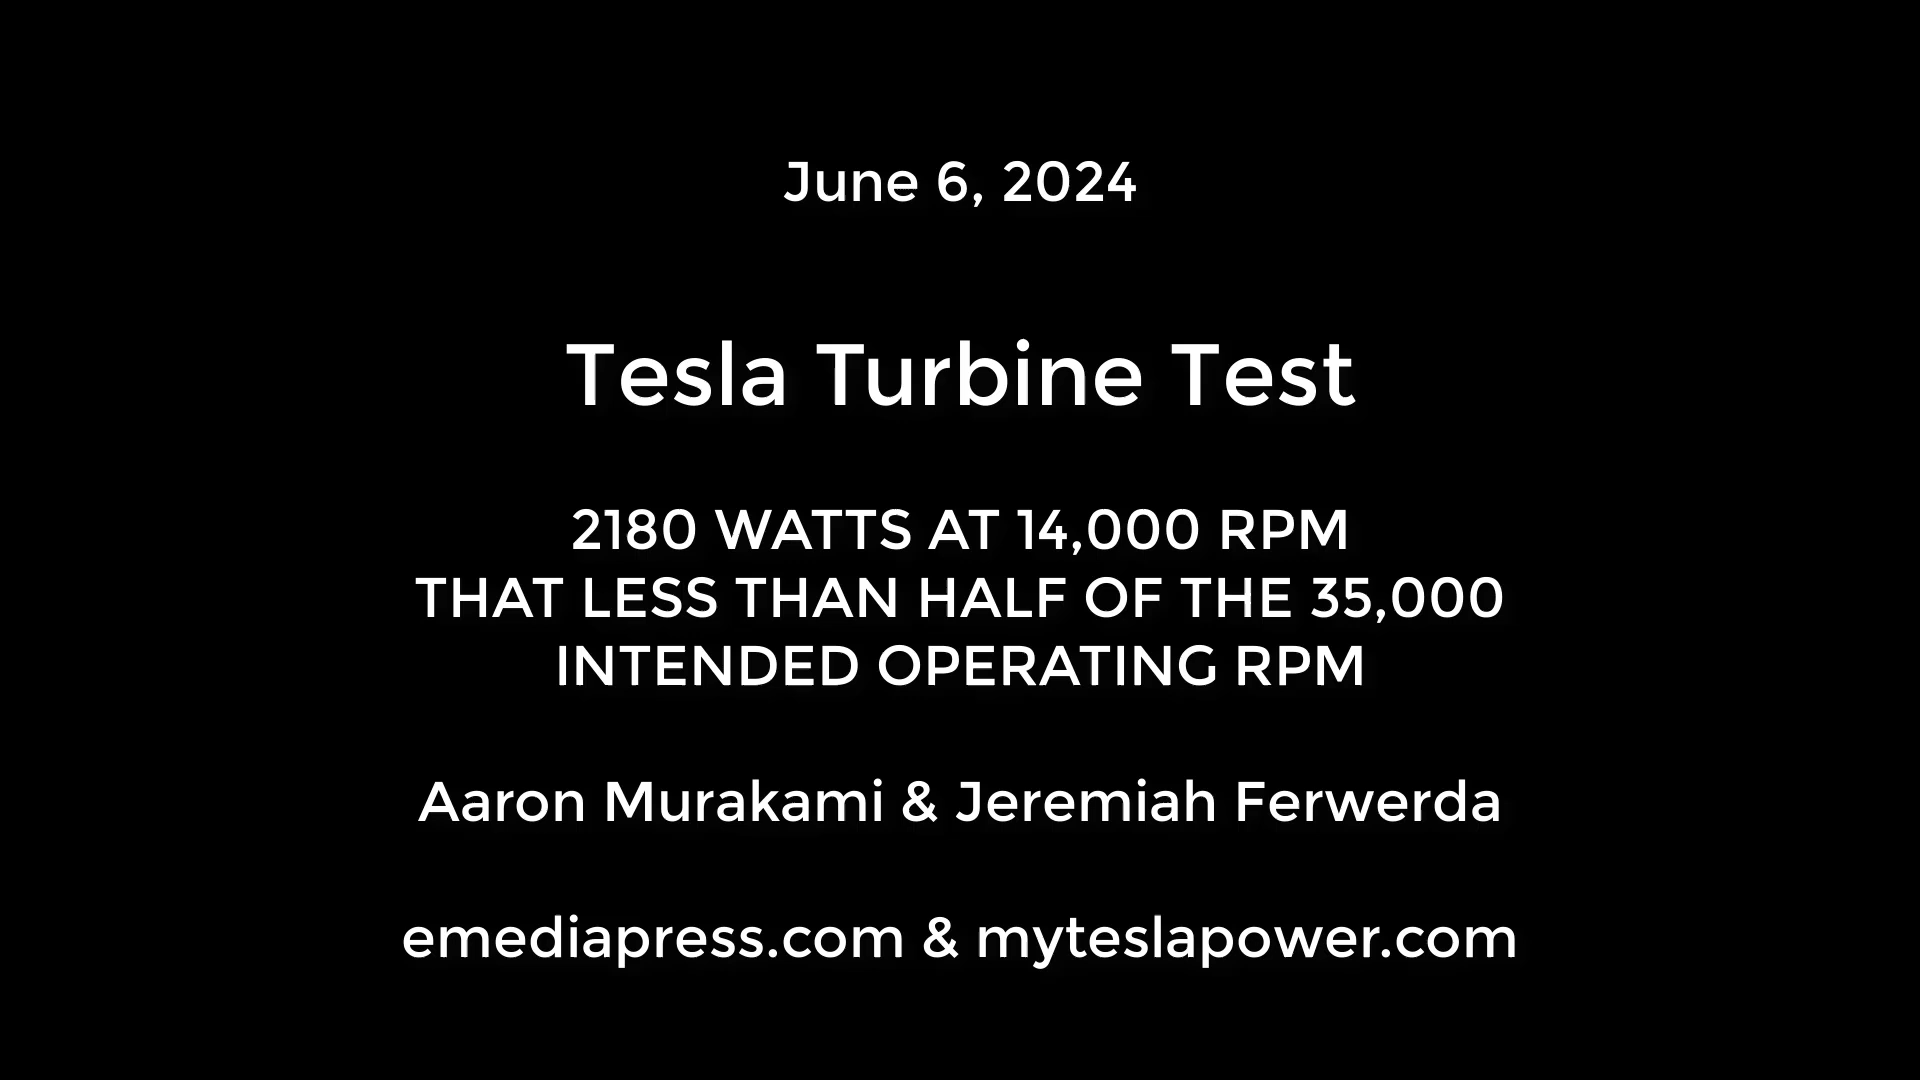 June 6, 2024
Tesla Turbine Test
2180 WATTS AT 14,000 RPM
THAT LESS THAN HALF OF THE 35,000
INTENDED OPERATING RPM
Aaron Murakami & Jeremiah Ferwerda
emediapress.com & myteslapower.com